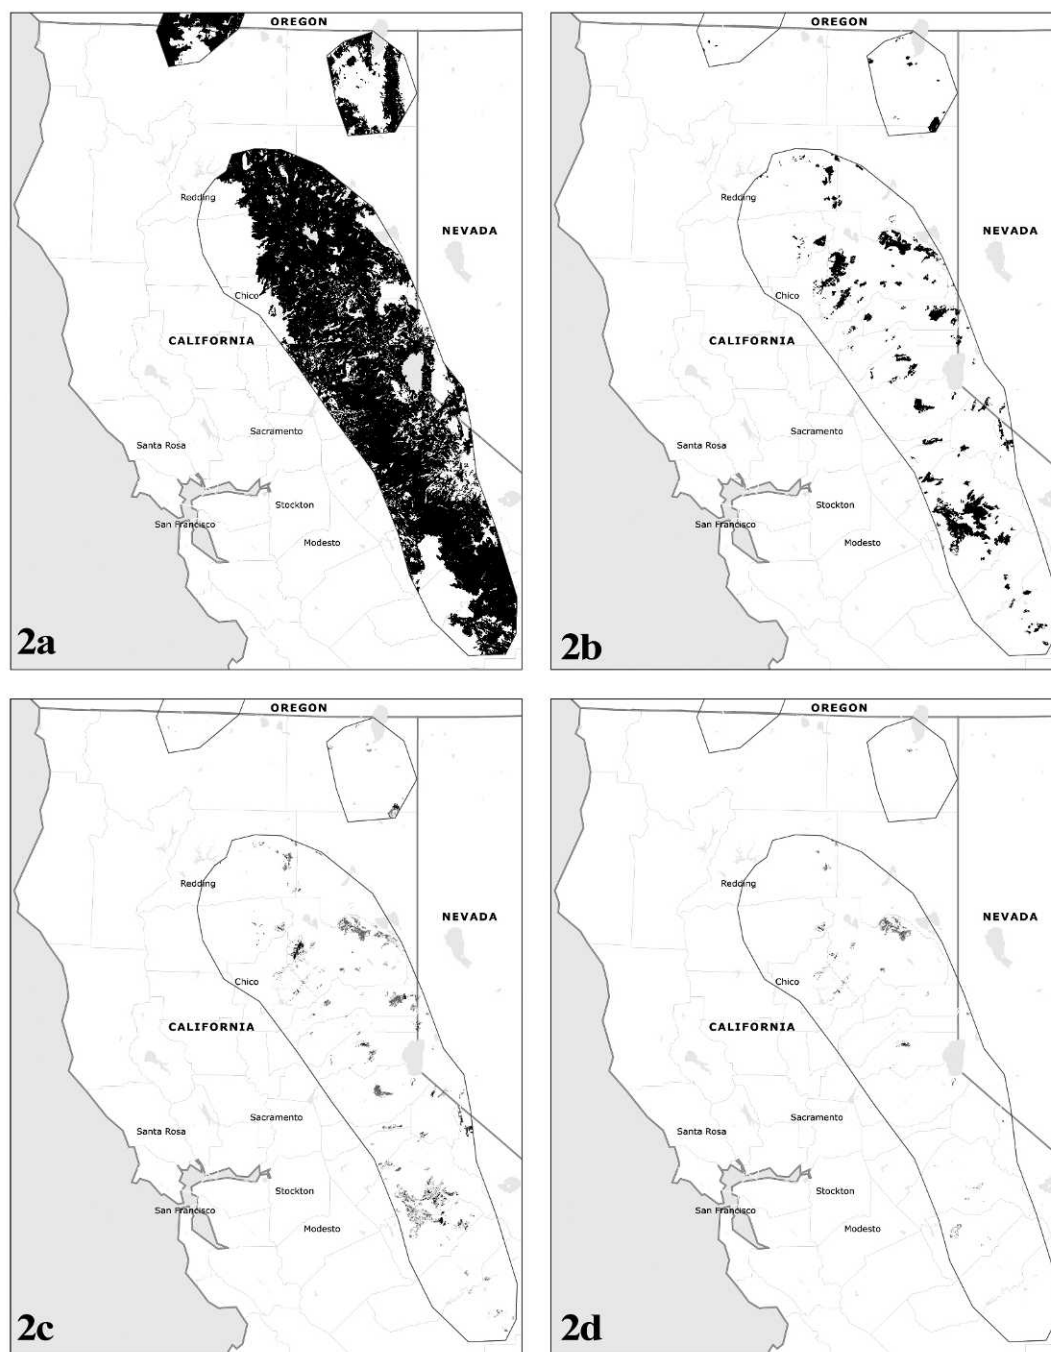 OREGON
Redding
NEVADA
Chico
CALIFORNIA
Sacramento
Santa Rosa
Stockton
San Francisco
Modesto
2a
OREGON
Redding
NEVADA
Chico
CALIFORNIA
Sacramento
Santa Rosa
Stockton
San Francisco
Modesto
2b
OREGON
Redding
NEVADA
Chico
CALIFORNIA
Sacramento
Santa Rosa
Stockton
San Francisco
Modesto
2c
OREGON
Redding
NEVADA
Chico
CALIFORNIA
Sacramento
Santa Rosa
Stockton
San Francisco
Modesto
2d